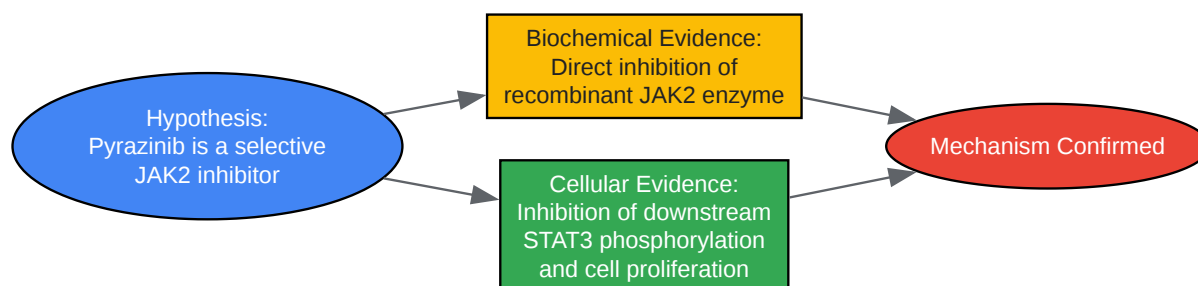 Hypothesis:
Pyrazinib is a selective
JAK2 inhibitor
Biochemical Evidence:
Direct inhibition of
recombinant JAK2 enzyme
Cellular Evidence:
Inhibition of downstream
STAT3 phosphorylation
and cell proliferation
Mechanism Confirmed